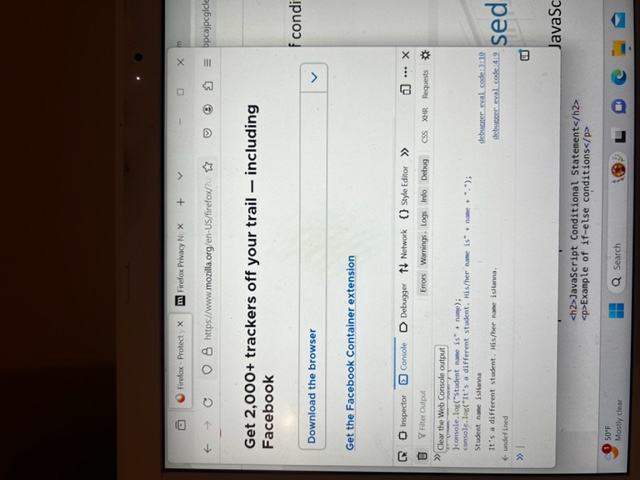 Firefox - Protect
Firefox Privacy No
https://www.mozilla.org/en-US/firefox/?u
bpcajpcglcle
Get 2,000+ trackers off your trail — including
Facebook
f condi
Download the browser
Get the Facebook Container extension
Inspector Console Debugger Network Style Editor
Filter Output Errors Warnings Logs Info Debug CSS XHR Requests
Clear the Web Console output
}console.log("Student name is" + name);
console.log("It's a different student. His/her name is" + name + ".");
Student name isHanna debugger eval code:3:10
It's a different student. His/her name isHanna. debugger eval code:4:9
undefined
sed
JavaSc
<h2>JavaScript Conditional Statement</h2>
<p>Example of if-else conditions</p>
1 50°F
Mostly clear
Search